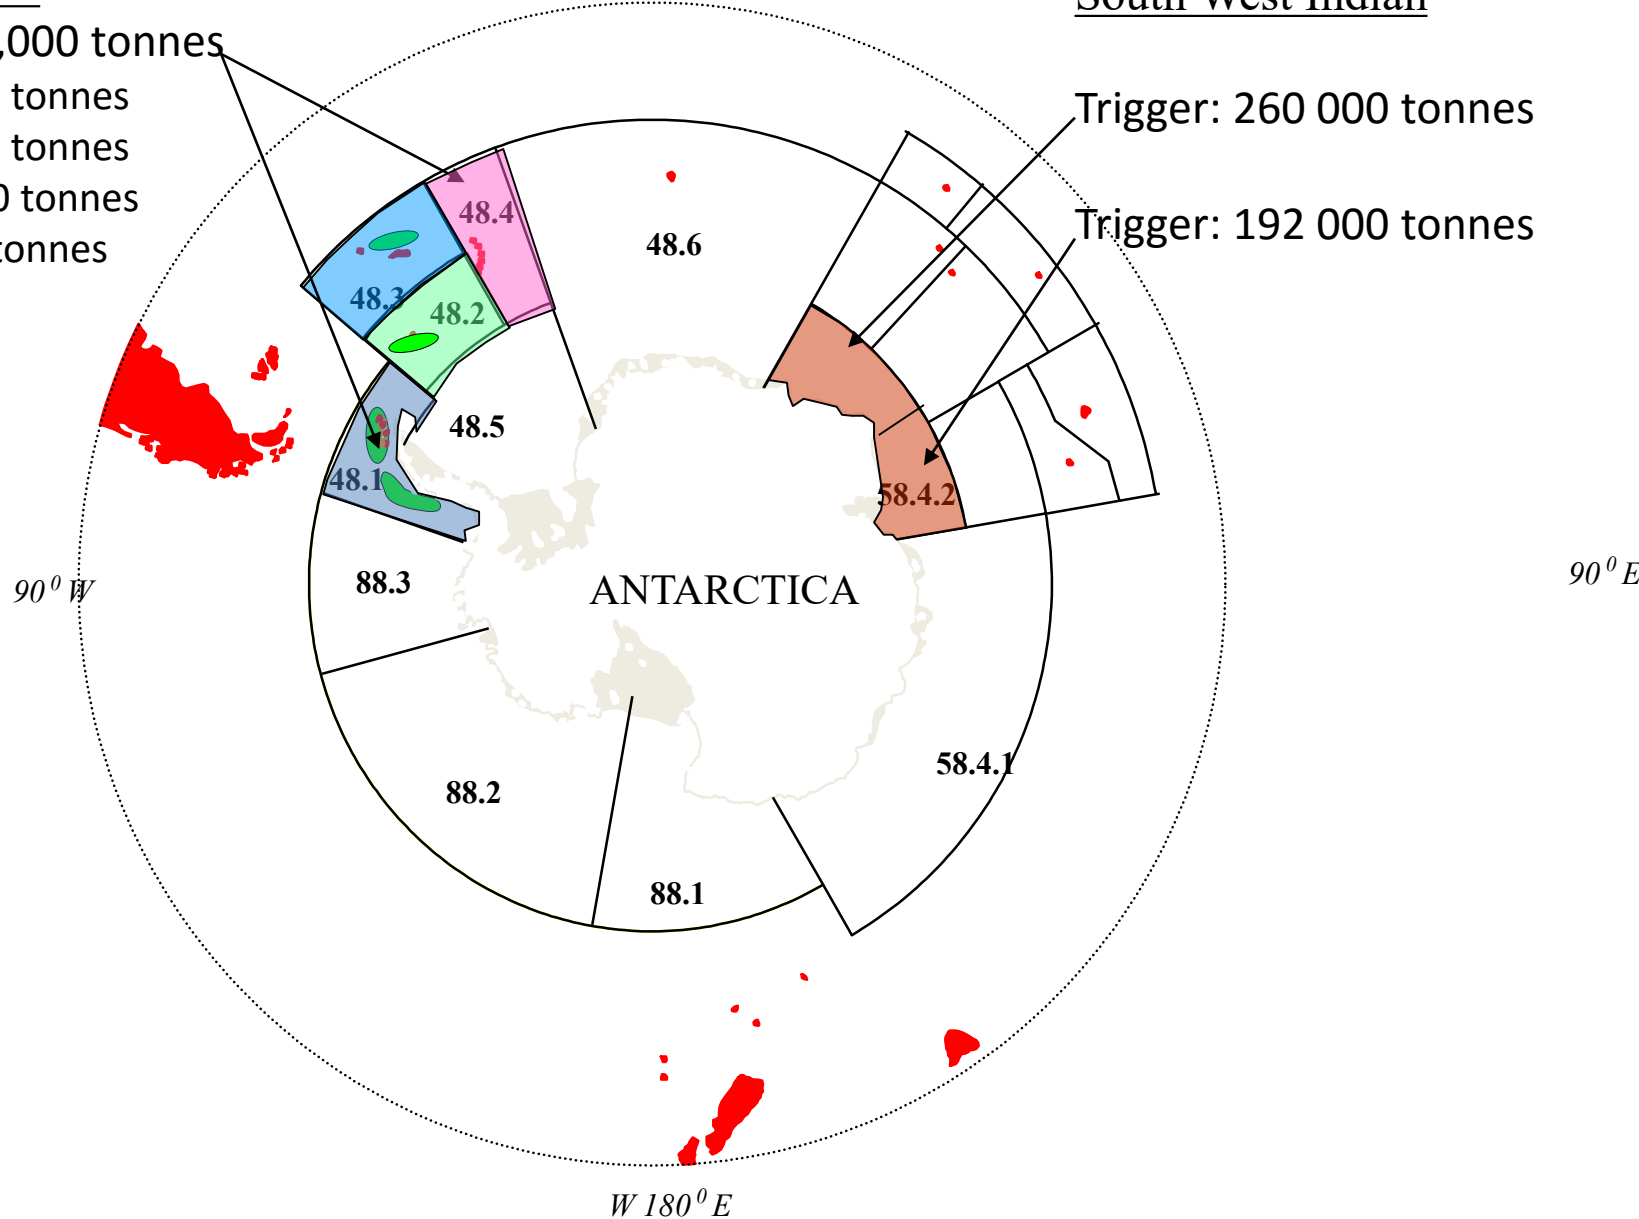 South West Indian
,000 tonnes
tonnes
tonnes
0 tonnes
tonnes
Trigger: 260 000 tonnes
Trigger: 192 000 tonnes
48.4
48.6
48.3
48.2
48.5
48.1
58.4.2
88.3
ANTARCTICA
90⁰ W
90⁰ E
58.4.1
88.2
88.1
W 180⁰ E